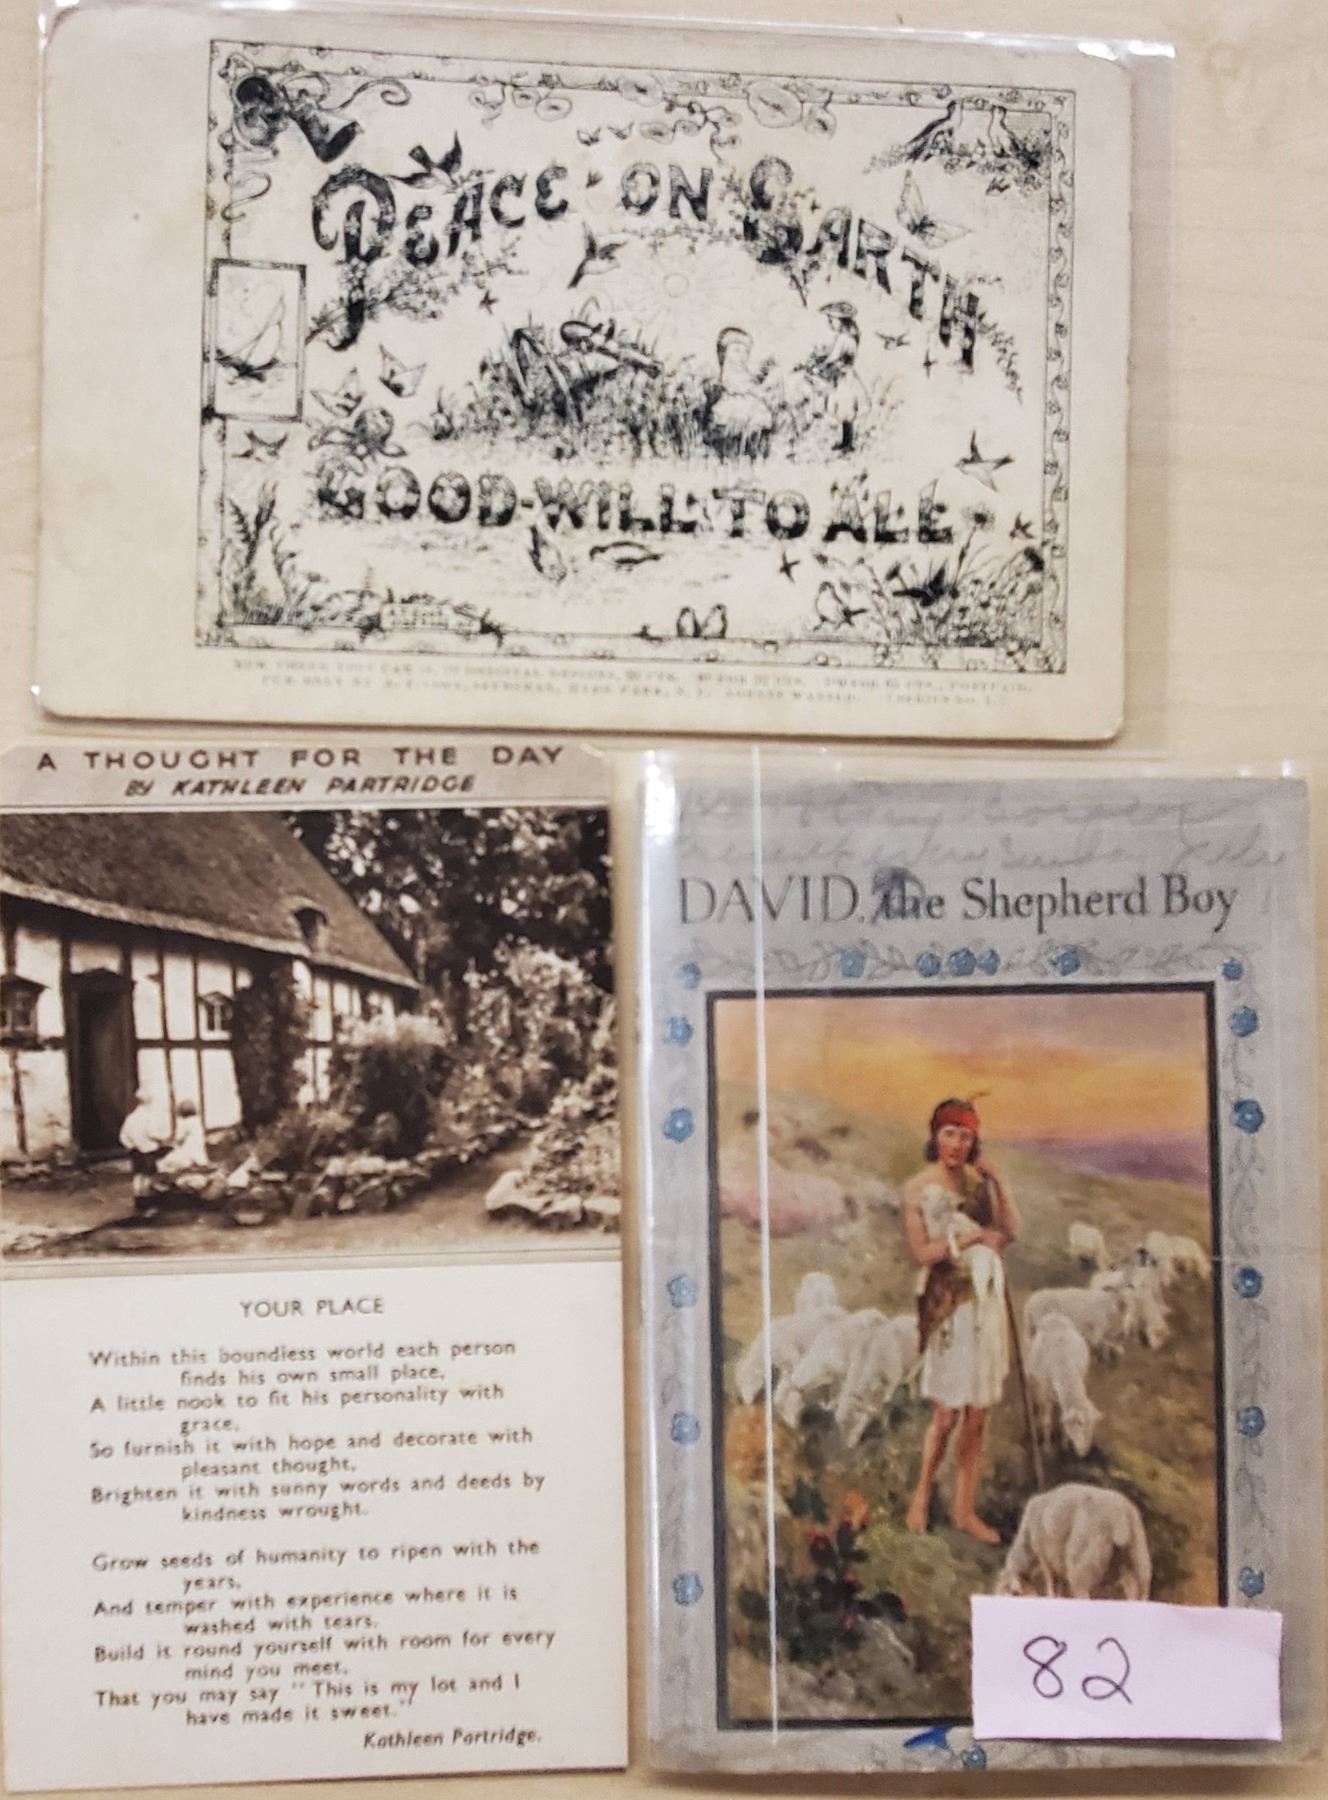 PEACE · ON EARTH
GOOD-WILL TO ALL
A THOUGHT FOR THE DAY
BY KATHLEEN PARTRIDGE
YOUR PLACE
Within this boundless world each person
finds his own small place,
A little nook to fit his personality with
grace,
So furnish it with hope and decorate with
pleasant thought,
Brighten it with sunny words and deeds by
kindness wrought.
Grow seeds of humanity to ripen with the
years,
And temper with experience where it is
washed with tears.
Build it round yourself with room for every
mind you meet,
That you may say "This is my lot and I
have made it sweet."
Kathleen Partridge.
DAVID, the Shepherd Boy
82